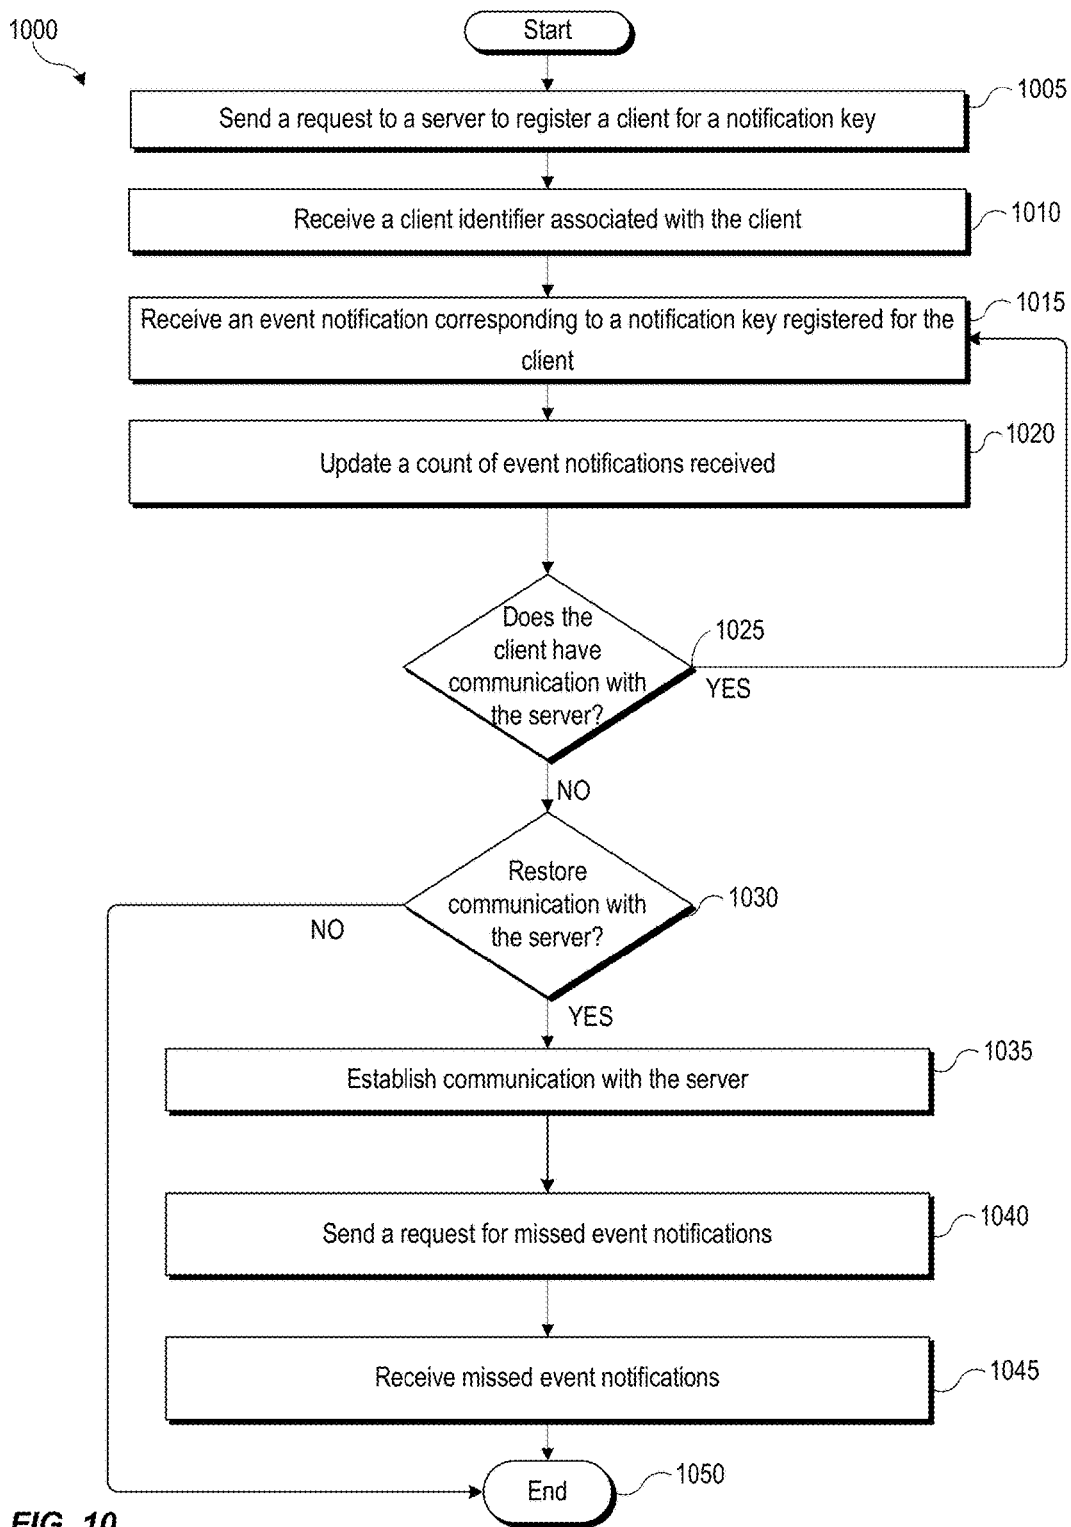 1000
Start
1005
Send a request to a server to register a client for a notification key
1010
Receive a client identifier associated with the client
1015
Receive an event notification corresponding to a notification key registered for the
client
1020
Update a count of event notifications received
Does the
client have
communication with
the server?
1025
YES
NO
Restore
communication with
the server?
1030
NO
YES
1035
Establish communication with the server
1040
Send a request for missed event notifications
1045
Receive missed event notifications
1050
End
FIG. 10